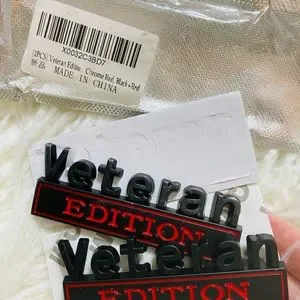 X0032C3BD7
[2PCS] Veteran Edition, Chrome Red, Black+Red
新品 MADE IN CHINA
Veteran
EDITION
Veteran
EDITION